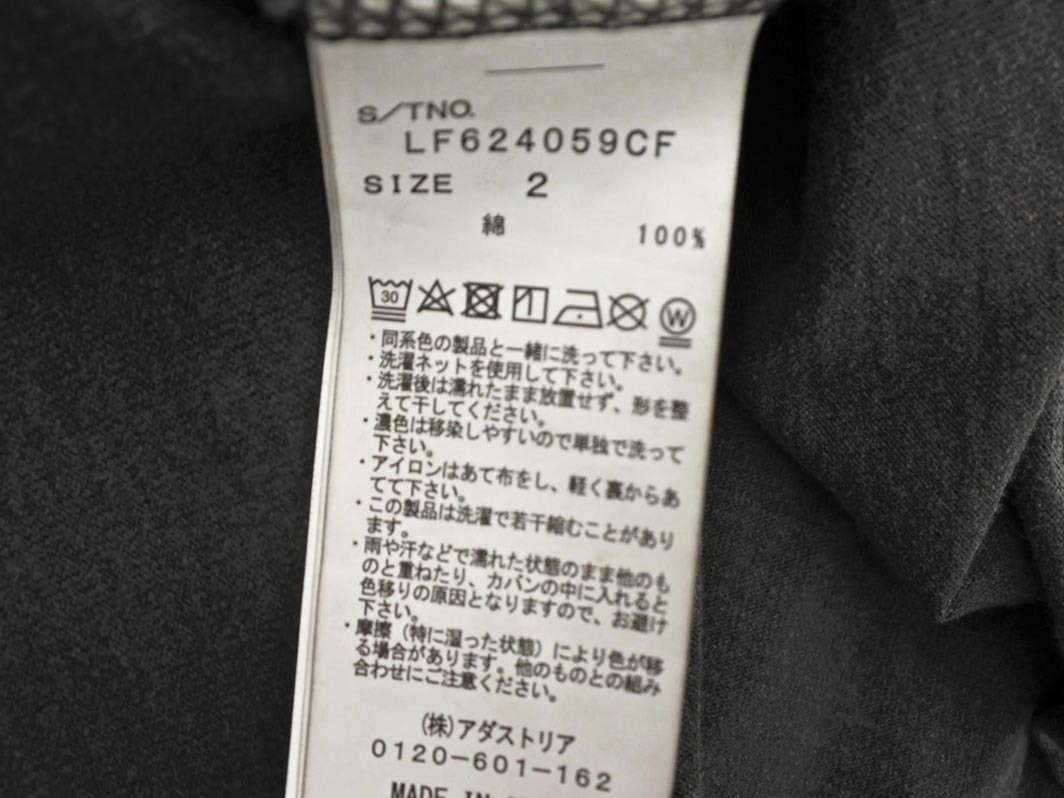 S/TNO.
LF624059CF
SIZE 2
綿 100%
30
W
・同系色の製品と一緒に洗って下さい。
・洗濯ネットを使用して下さい。
・洗濯後は濡れたまま放置せず、形を整
えて干してください。
・濃色は移染しやすいので単独で洗って
下さい。
・アイロンはあて布をし、軽く裏からあ
てて下さい。
・この製品は洗濯で若干縮むことがあり
ます。
・雨や汗などで濡れた状態のまま他のも
のと重ねたり、カバンの中に入れると
色移りの原因となりますので、お避け
下さい。
・摩擦（特に湿った状態）により色が移
る場合があります。他のものとの組み
合わせにご注意ください。
(株)アダストリア
0120-601-162
MADE IN